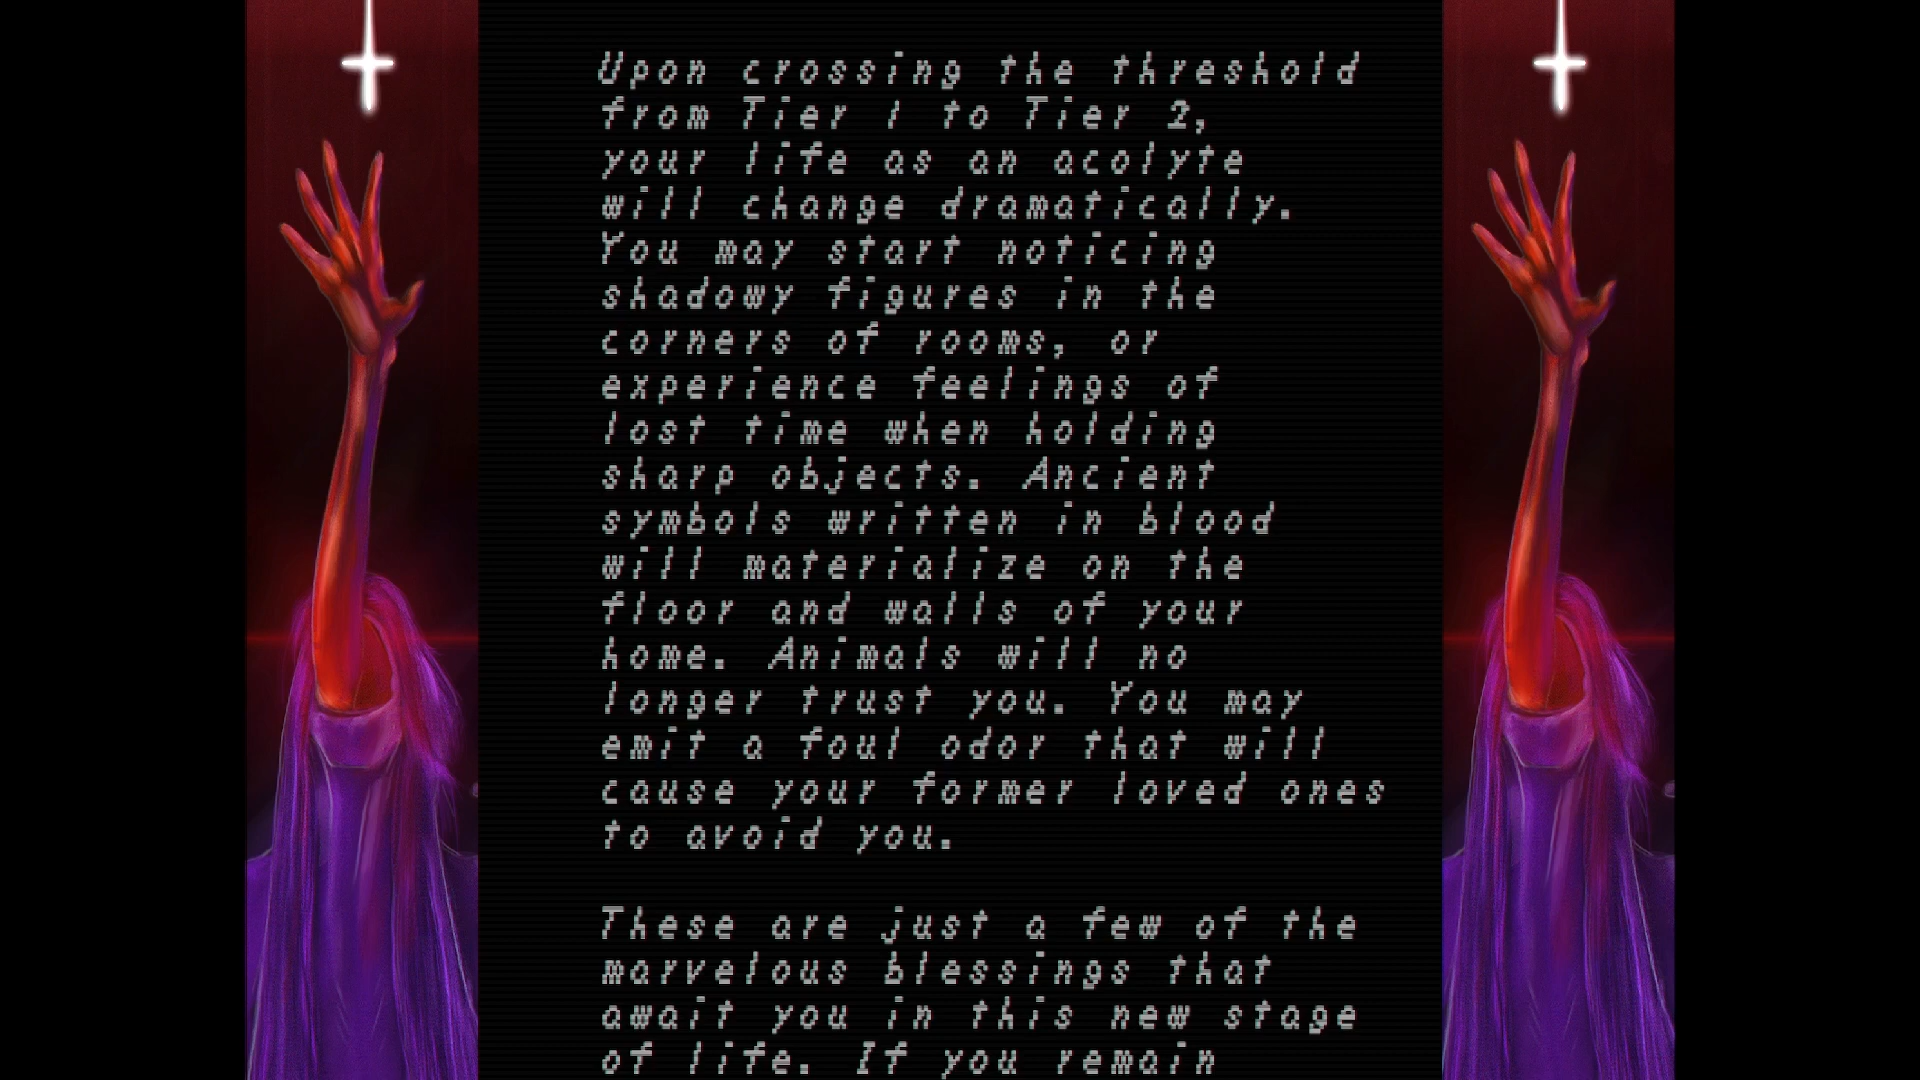 Upon crossing the threshold
from Tier 1 to Tier 2,
your life as an acolyte
will change dramatically.
You may start noticing
shadowy figures in the
corners of rooms, or
experience feelings of
lost time when holding
sharp objects. Ancient
symbols written in blood
will materialize on the
floor and walls of your
home. Animals will no
longer trust you. You may
emit a foul odor that will
cause your former loved ones
to avoid you.
These are just a few of the
marvelous blessings that
await you in this new stage
of life. If you remain